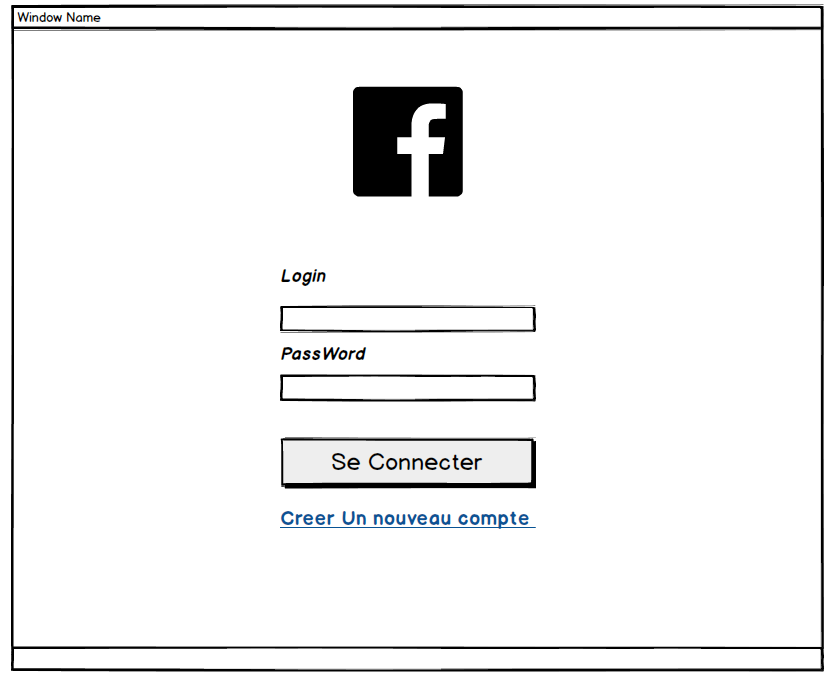 Window Name
f
Login
PassWord
Se Connecter
Creer Un nouveau compte